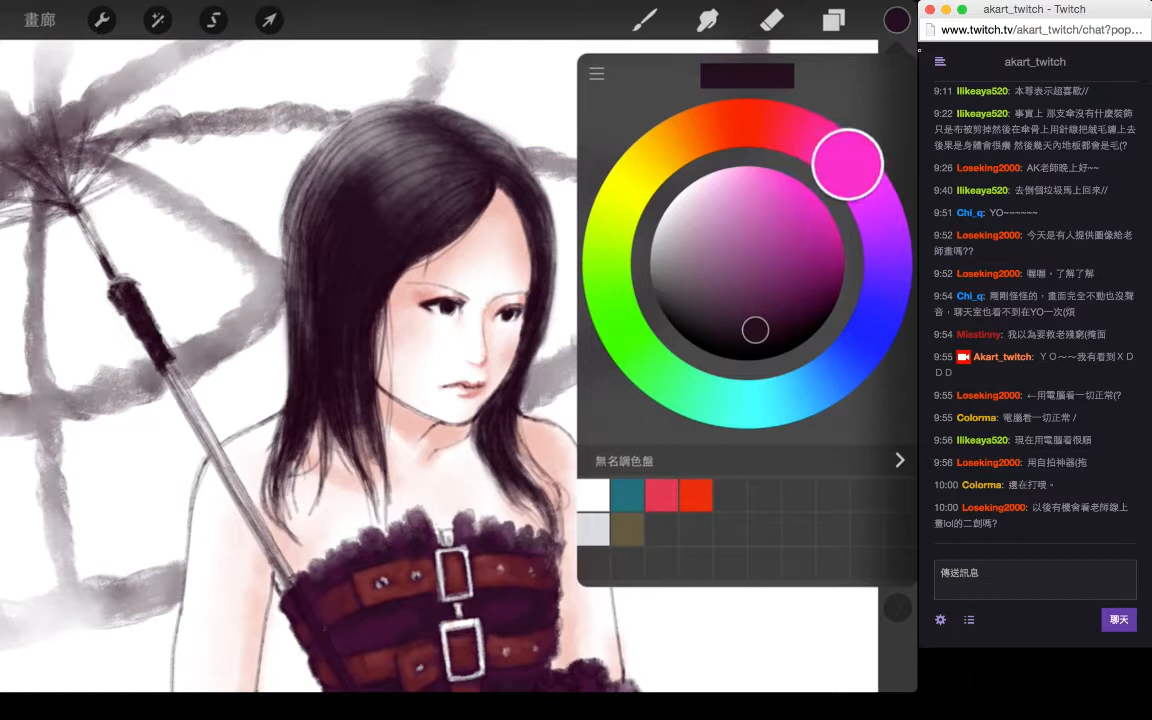 畫廊
無名調色盤
akart_twitch - Twitch
www.twitch.tv/akart_twitch/chat?pop…
akart_twitch
9:11 Ilikeaya520: 本尊表示超喜歡//
9:22 Ilikeaya520: 事實上 那支傘沒有什麼裝飾
只是布被剪掉然後在傘骨上用針線把絨毛纏上去
後果是身體會很癢 然後幾天內地板都會是毛(?
9:26 Loseking2000: AK老師晚上好~~
9:40 Ilikeaya520: 去倒個垃圾馬上回來//
9:51 Chi_q: YO~~~~~~
9:52 Loseking2000: 今天是有人提供圖像給老
師畫嗎??
9:52 Loseking2000: 喔喔，了解了解
9:54 Chi_q: 剛剛怪怪的，畫面完全不動也沒聲
音，聊天室也看不到在YO一次(煩
9:54 Misstinny: 我以為要救老殘窮(掩面
9:55 Akart_twitch: ＹＯ～～我有看到ＸＤ
ＤＤ
9:55 Loseking2000: ←用電腦看一切正常(?
9:55 Colorma: 電腦看一切正常 /
9:56 Ilikeaya520: 現在用電腦看很順
9:56 Loseking2000: 用自拍神器(拖
10:00 Colorma: 還在打嗝。
10:00 Loseking2000: 以後有機會看老師線上
畫lol的二創嗎?
傳送訊息
聊天